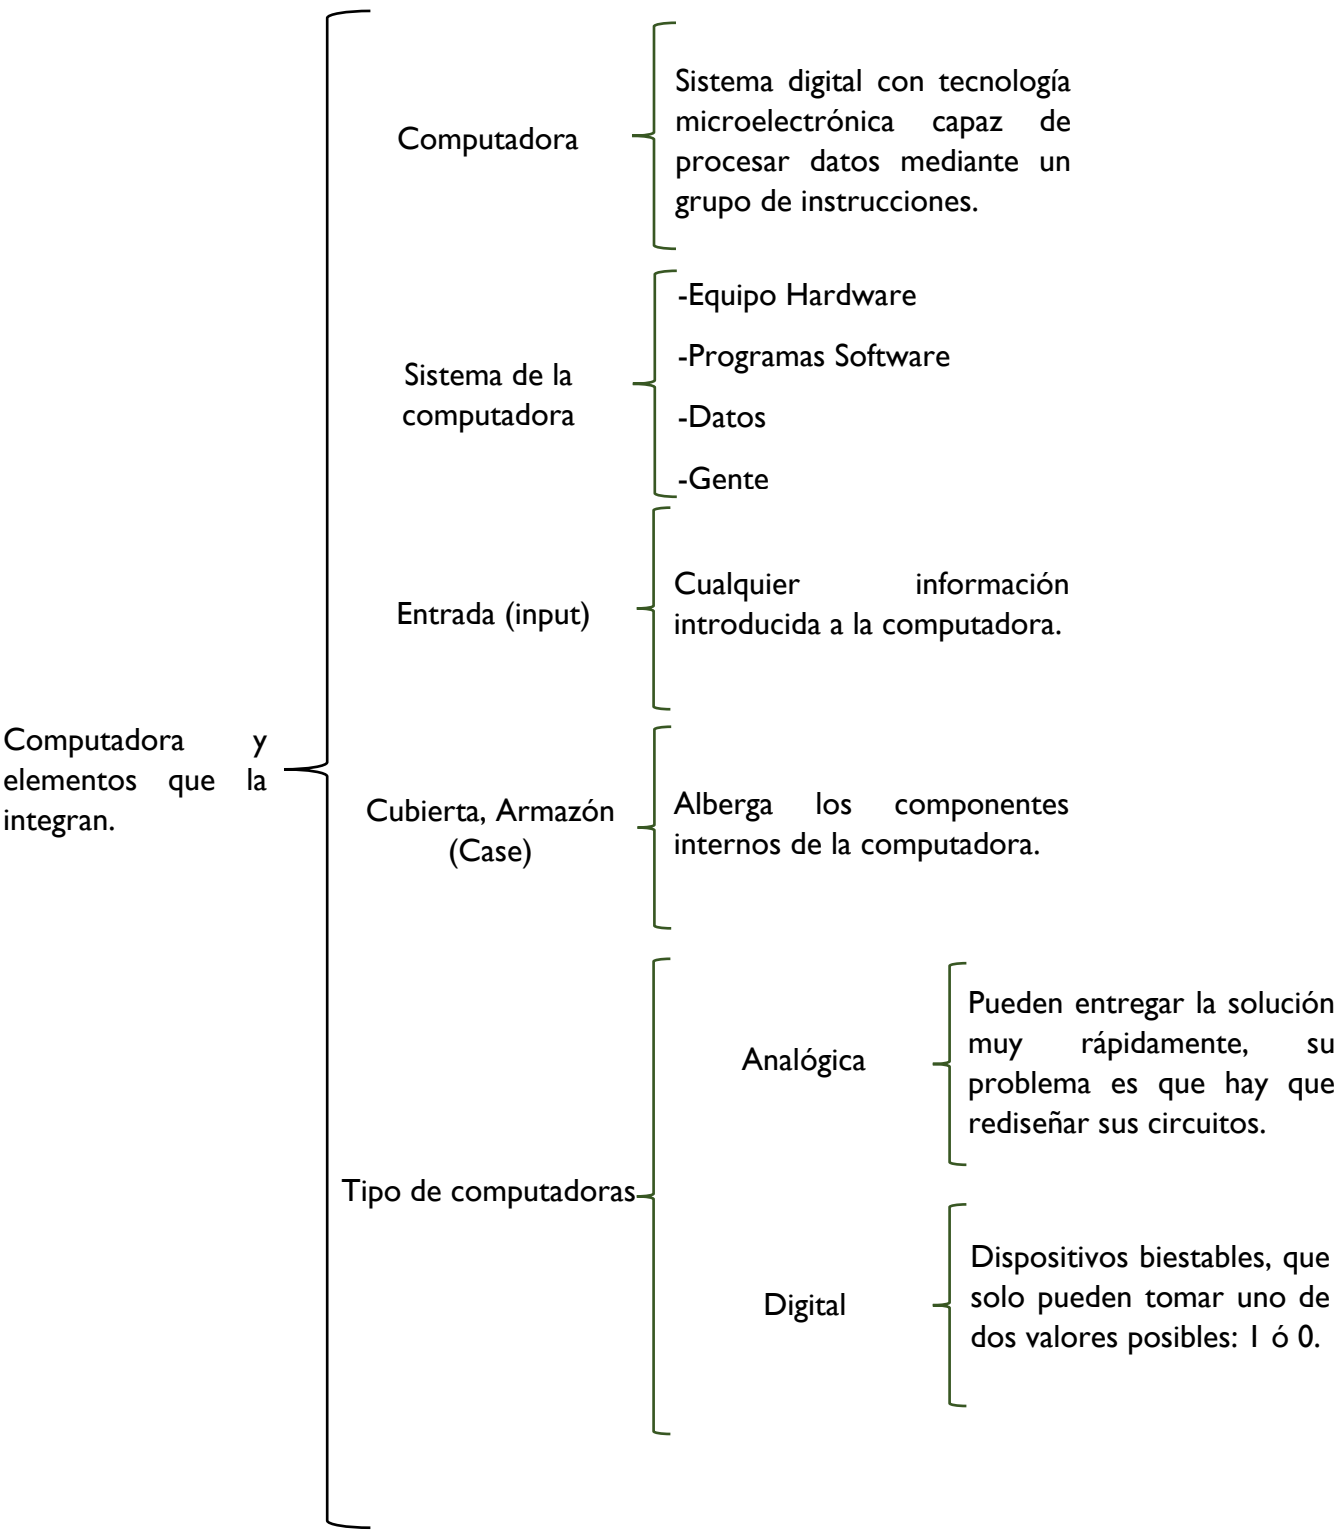 Computadora y
elementos que la
integran.
Computadora
Sistema digital con tecnología
microelectrónica capaz de
procesar datos mediante un
grupo de instrucciones.
Sistema de la
computadora
-Equipo Hardware
-Programas Software
-Datos
-Gente
Entrada (input)
Cualquier información
introducida a la computadora.
Cubierta, Armazón
(Case)
Alberga los componentes
internos de la computadora.
Tipo de computadoras
Analógica
Pueden entregar la solución
muy rápidamente, su
problema es que hay que
rediseñar sus circuitos.
Digital
Dispositivos biestables, que
solo pueden tomar uno de
dos valores posibles: 1 ó 0.